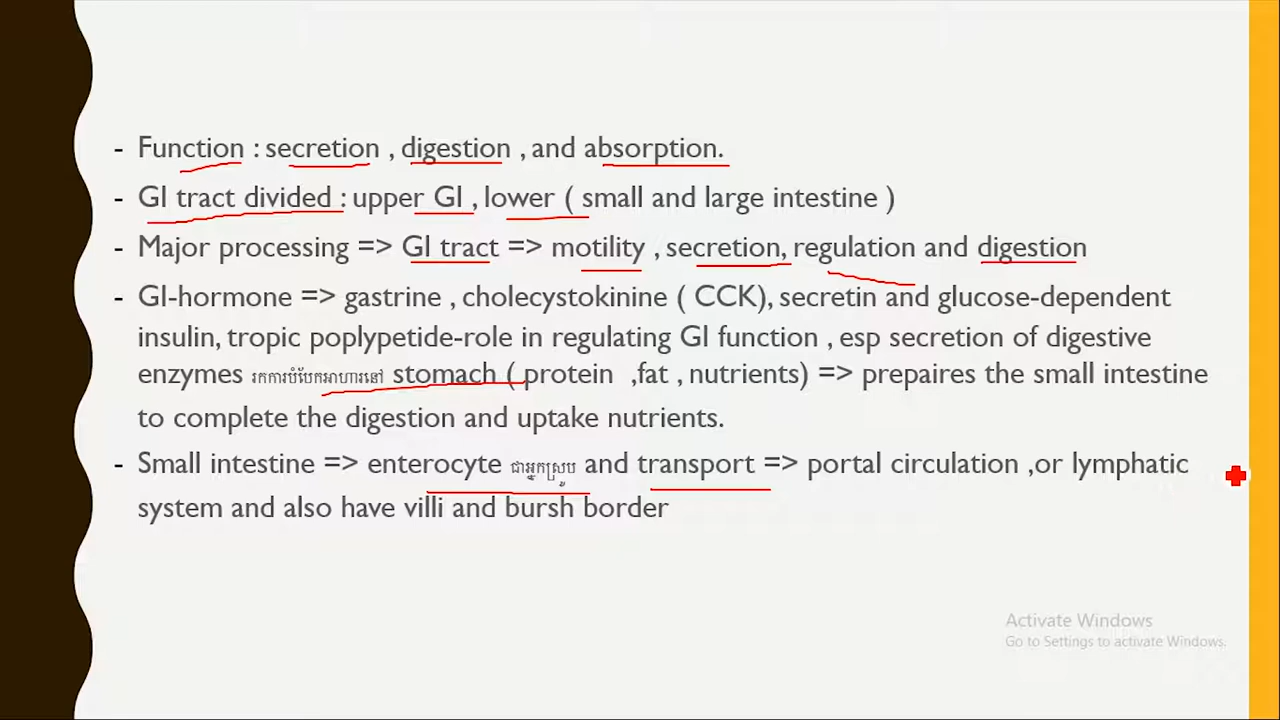 - Function : secretion , digestion , and absorption.
- GI tract divided : upper GI , lower ( small and large intestine )
- Major processing => GI tract => motility , secretion, regulation and digestion
- GI-hormone => gastrine , cholecystokinine ( CCK), secretin and glucose-dependent
insulin, tropic poplypetide-role in regulating GI function , esp secretion of digestive
enzymes រកការបំបែកអាហារនៅ stomach ( protein ,fat , nutrients) => prepaires the small intestine
to complete the digestion and uptake nutrients.
- Small intestine => enterocyte ជាអ្នកស្រូប and transport => portal circulation ,or lymphatic
system and also have villi and bursh border
Activate Windows
Go to Settings to activate Windows.